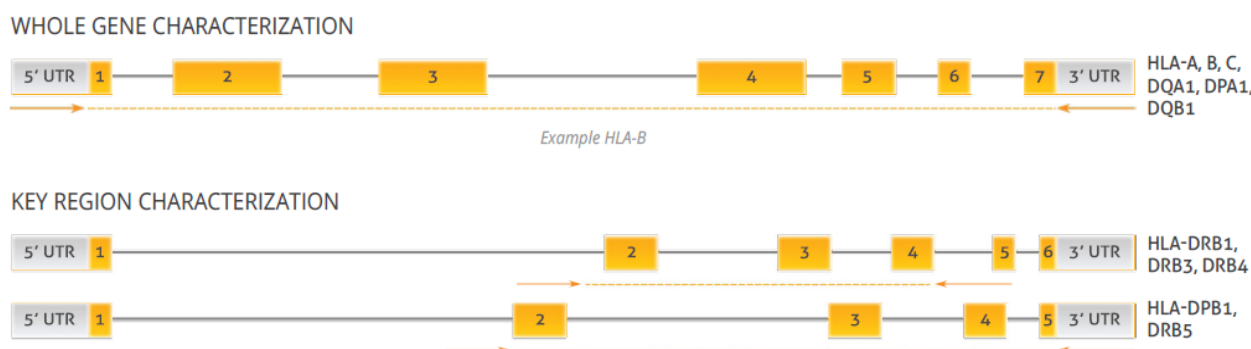 WHOLE GENE CHARACTERIZATION
5' UTR 1 2 3 4 5 6 7 3' UTR
HLA-A, B, C,
DQA1, DPA1,
DQB1
Example HLA-B
KEY REGION CHARACTERIZATION
5' UTR 1 2 3 4 5 6 3' UTR
HLA-DRB1,
DRB3, DRB4
5' UTR 1 2 3 4 5 3' UTR
HLA-DPB1,
DRB5